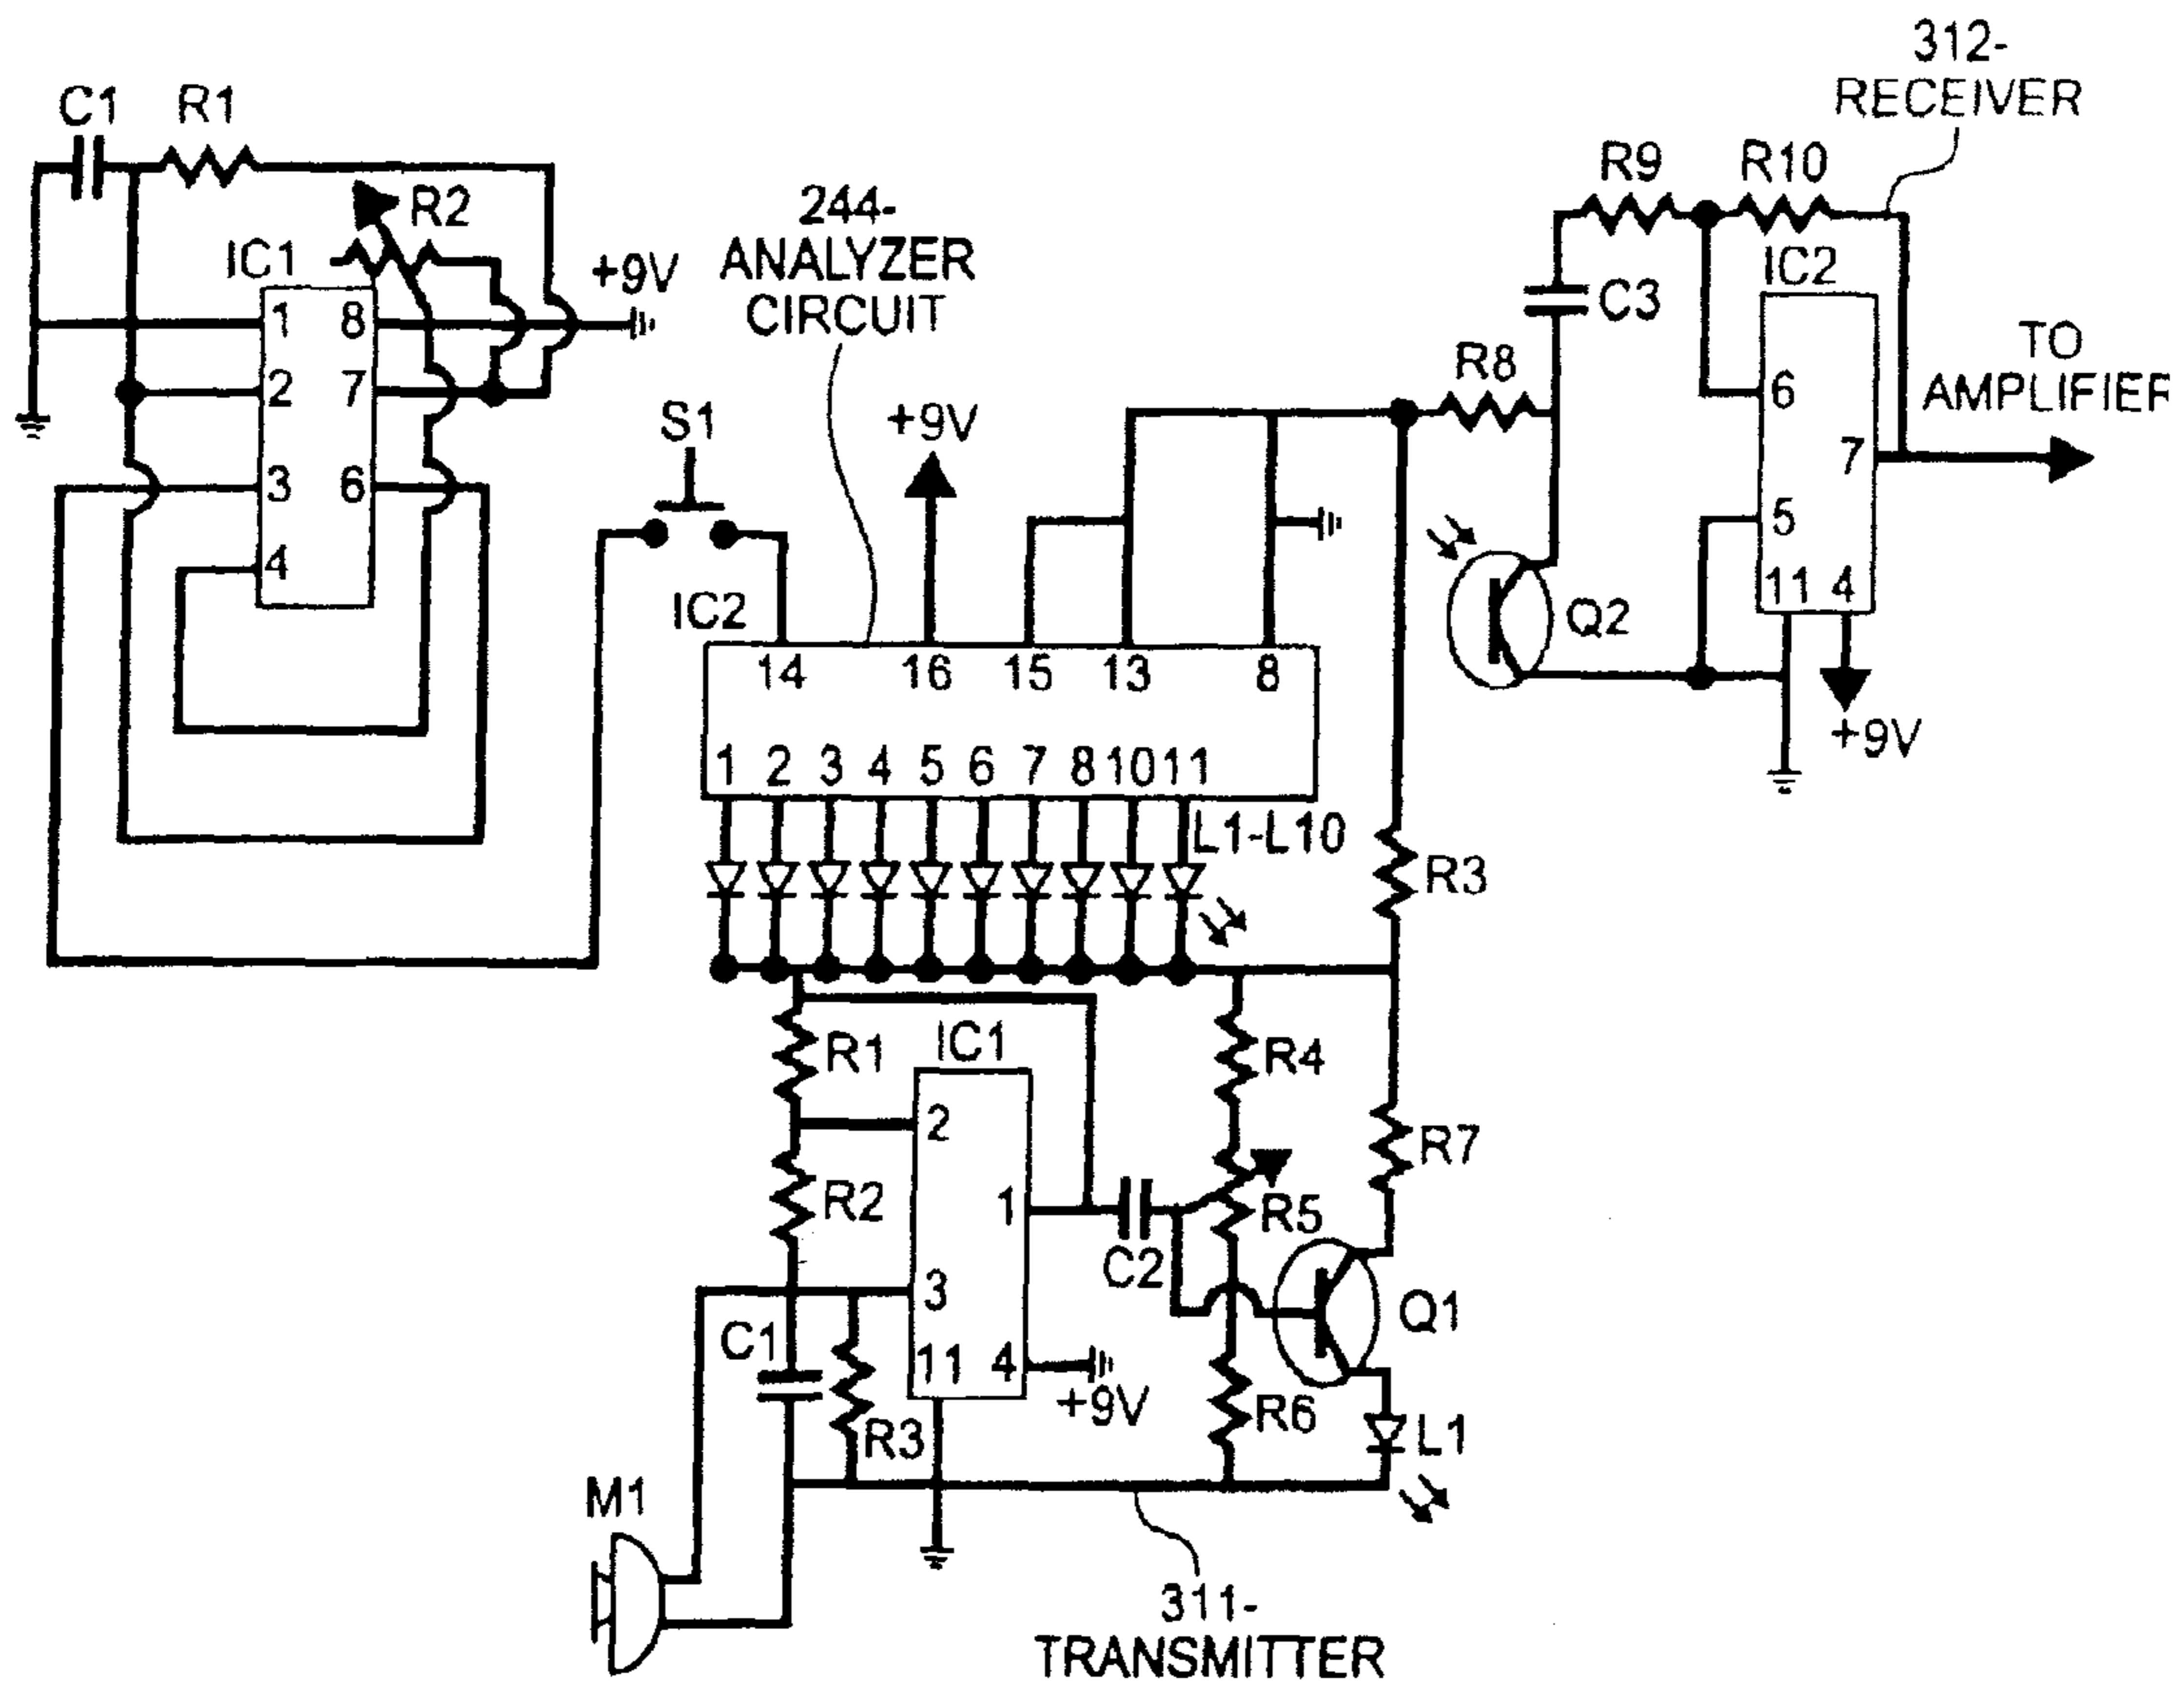 312-
RECEIVER
C1
R1
R9
R10
R2
244-
ANALYZER
CIRCUIT
IC1
+9V
IC2
C3
1
8
2
7
3
6
4
R8
TO
AMPLIFIER
6
7
5
11
4
S1
+9V
Q2
+9V
IC2
14
16
15
13
8
1
2
3
4
5
6
7
8
10
11
L1-L10
R3
R1
IC1
R4
2
R7
R2
1
C2
R5
3
C1
Q1
11
4
+9V
R3
R6
L1
M1
311-
TRANSMITTER